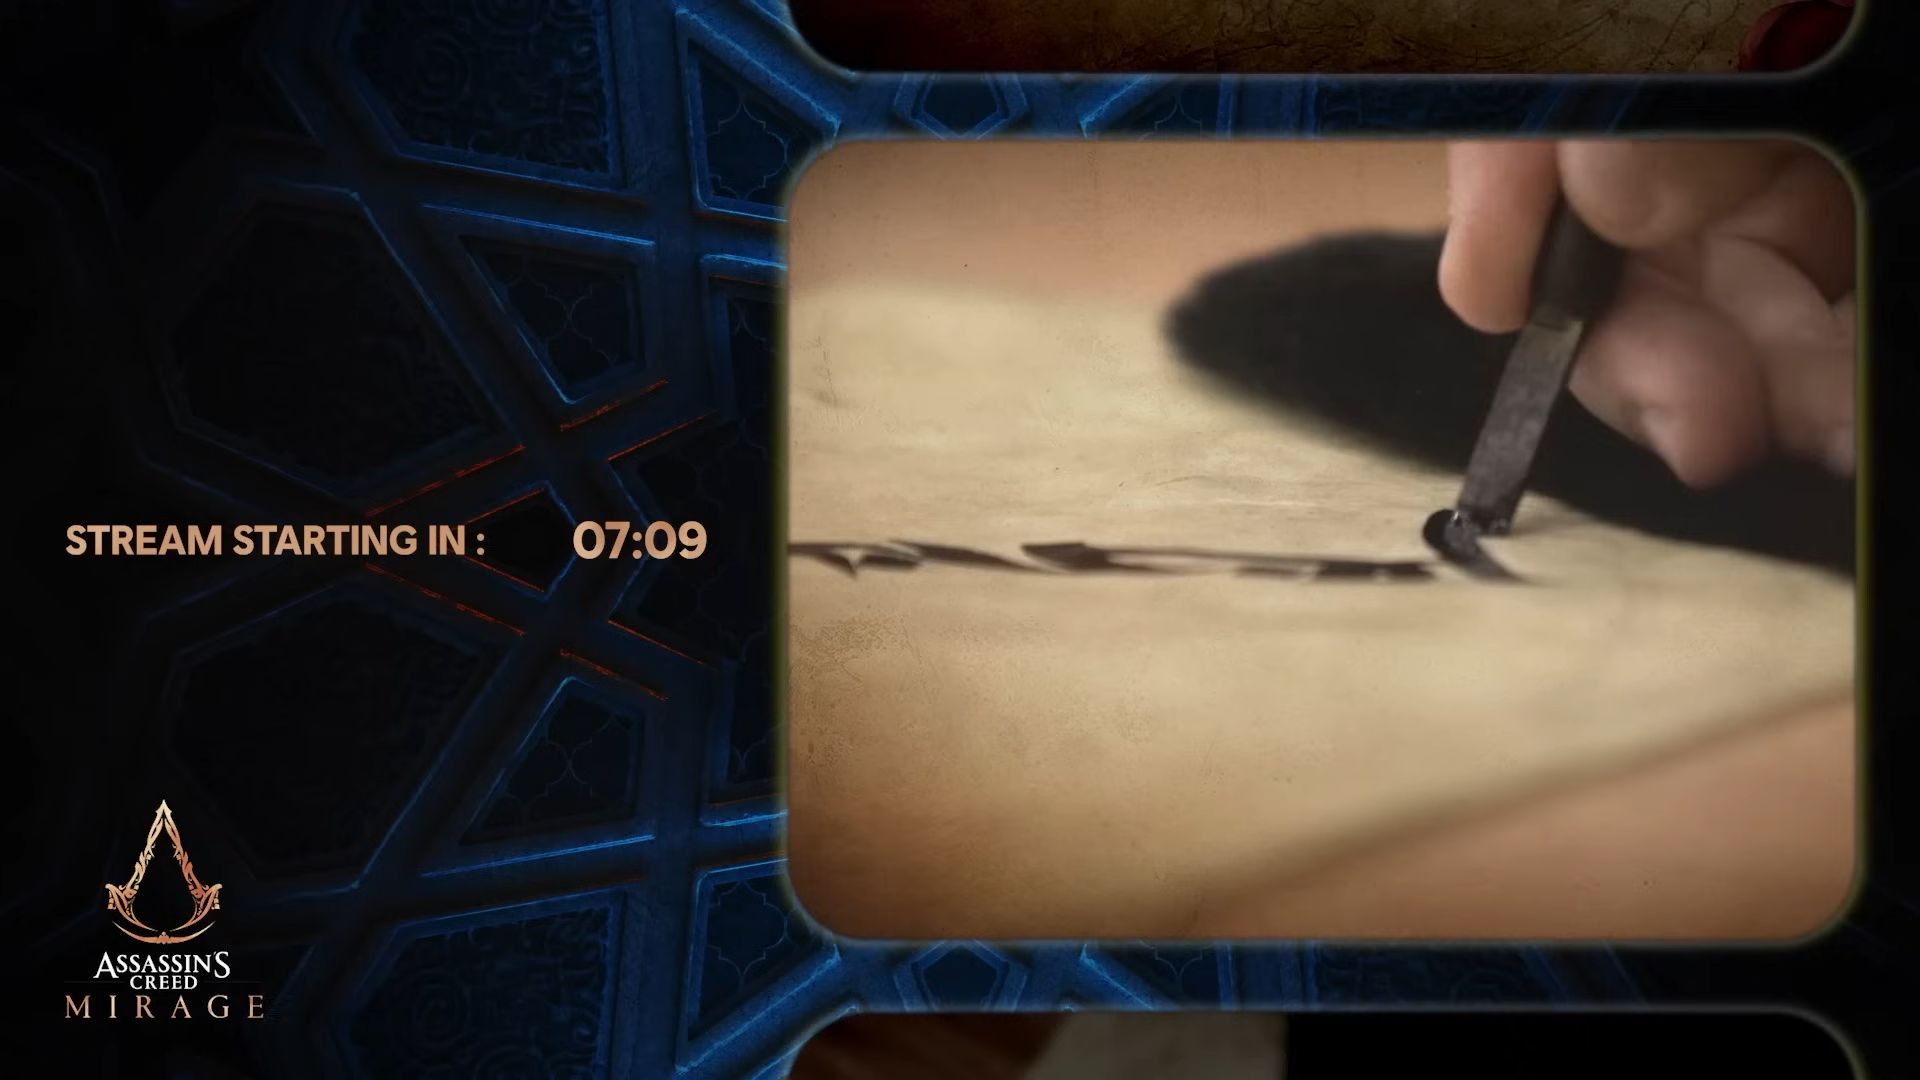 STREAM STARTING IN : 07:09
ASSASSIN'S
CREED
MIRAGE